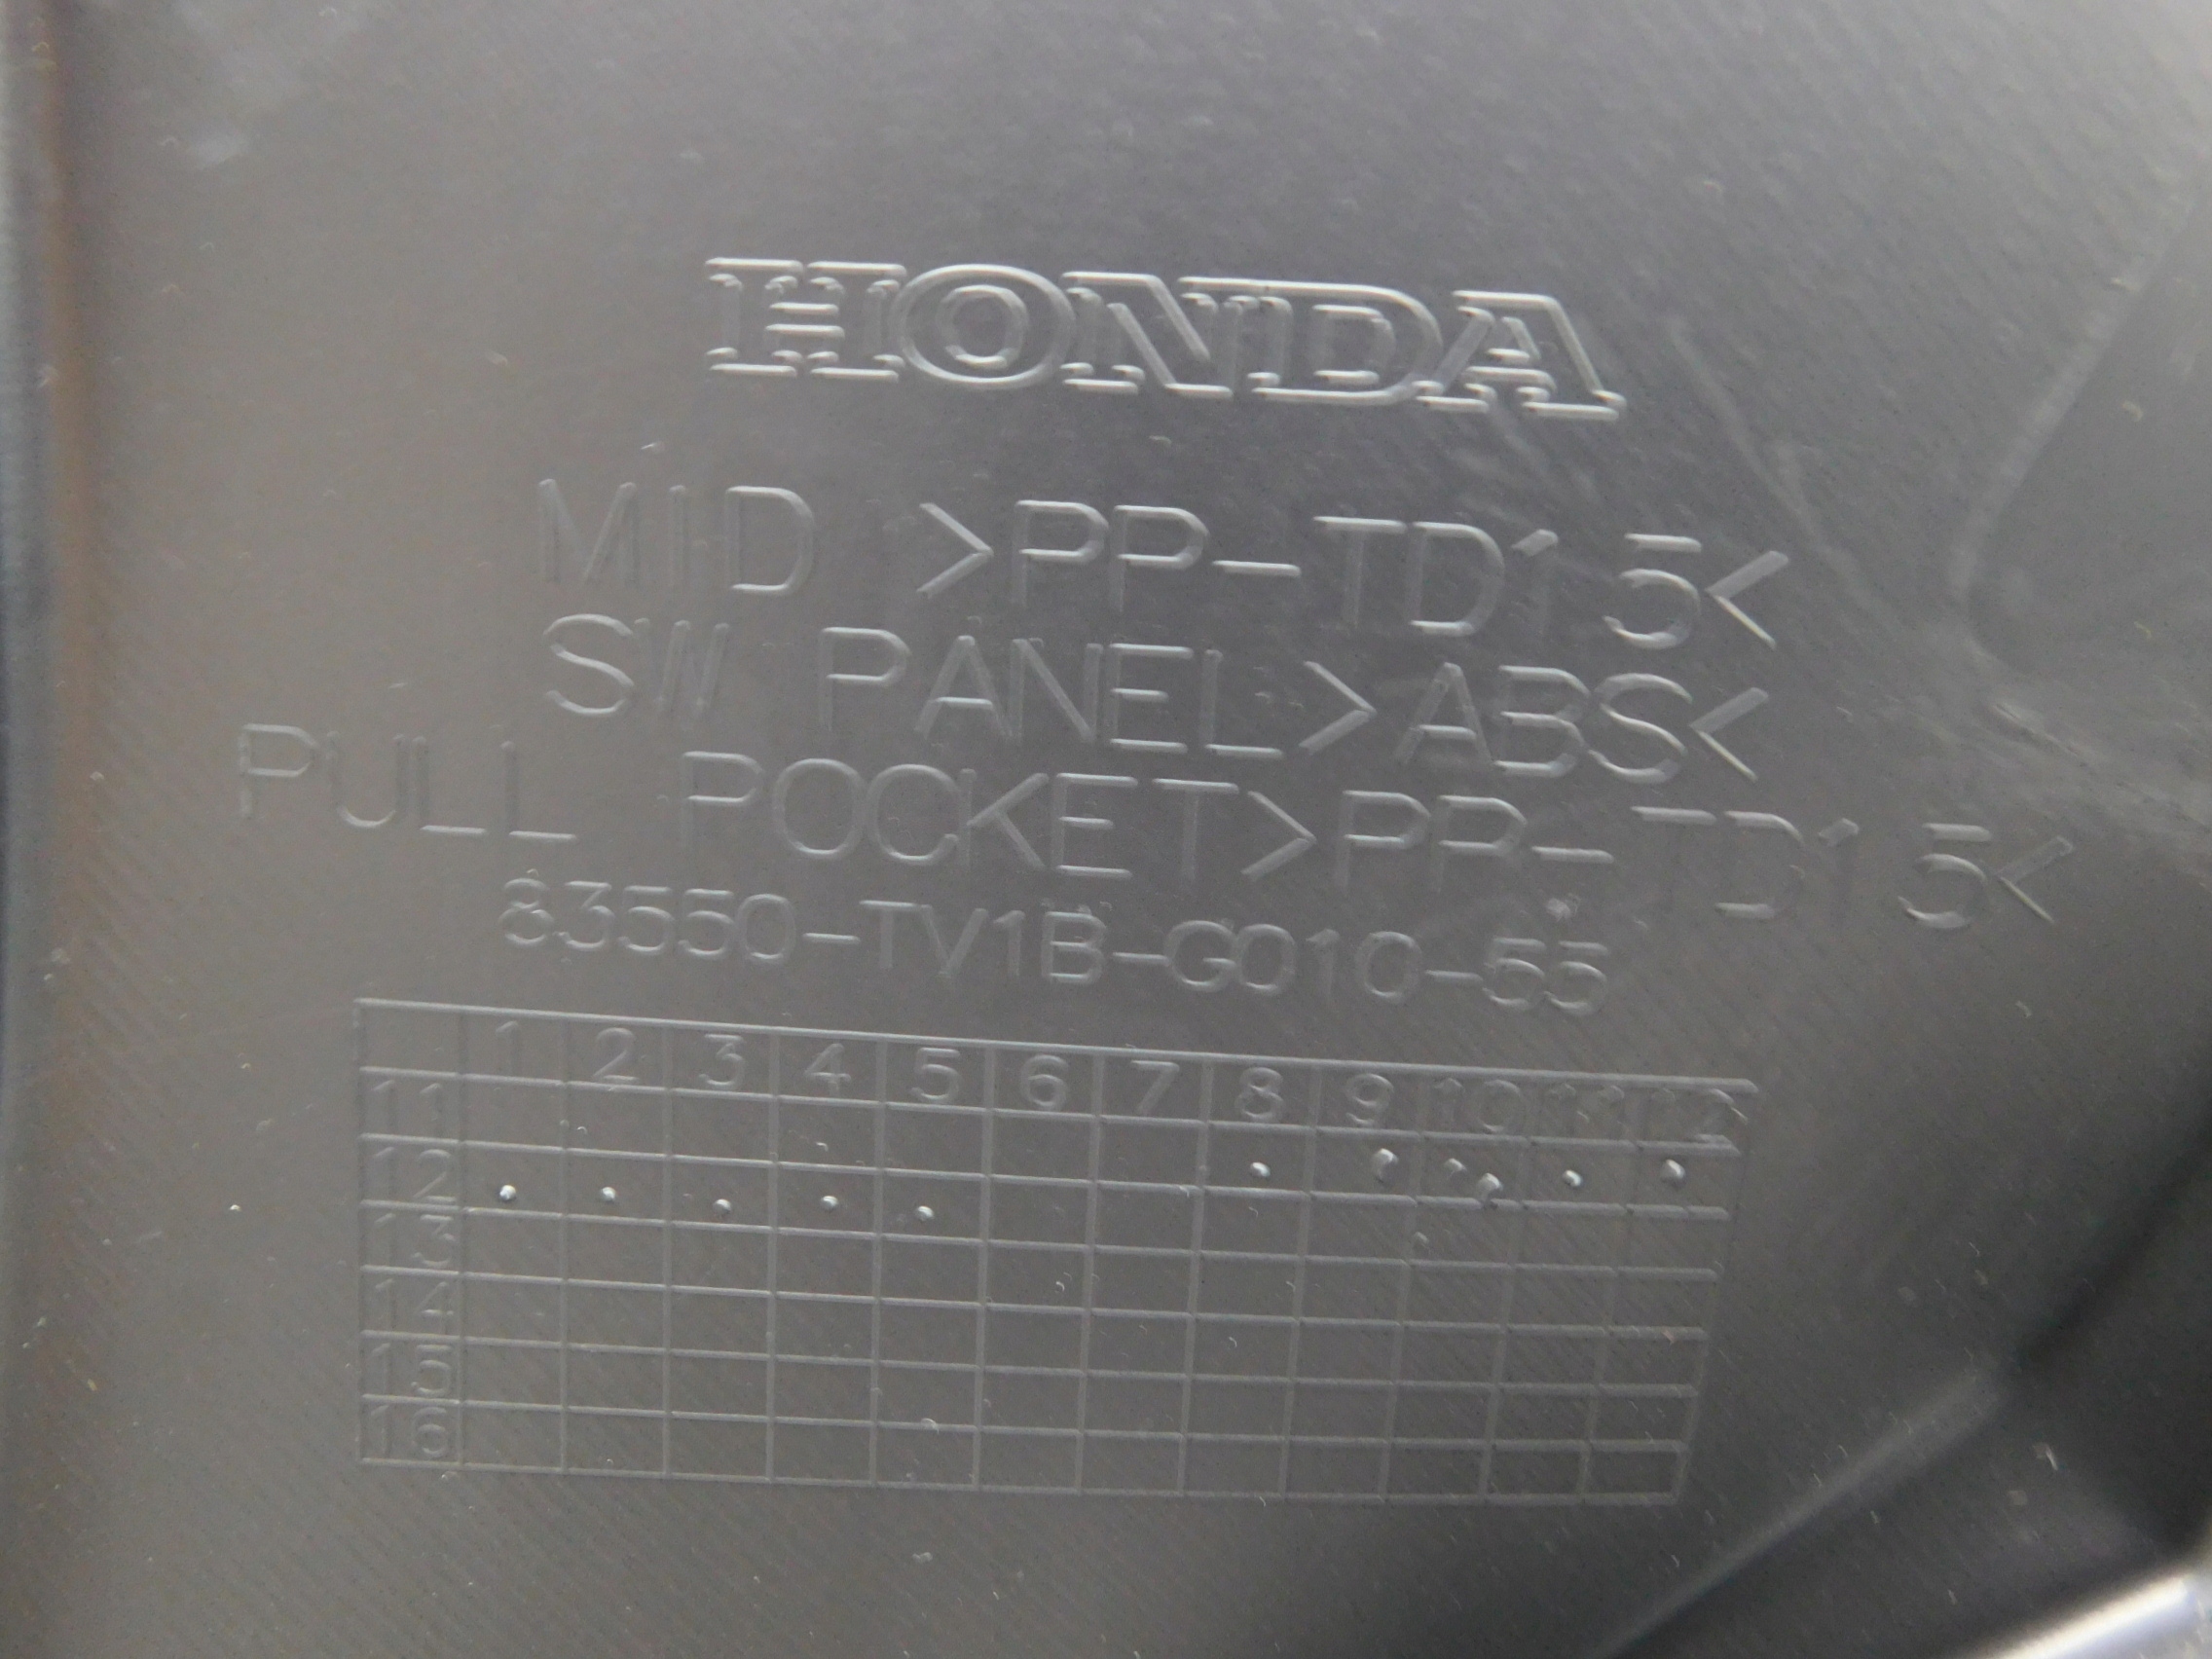 HONDA
MID >PP-TD15<
SW PANEL>ABS<
PULL POCKET>PP-TD15<
83550-TV1B-G010-55
1 2 3 4 5 6 7 8 9 10 11 12
11
12
13
14
15
16